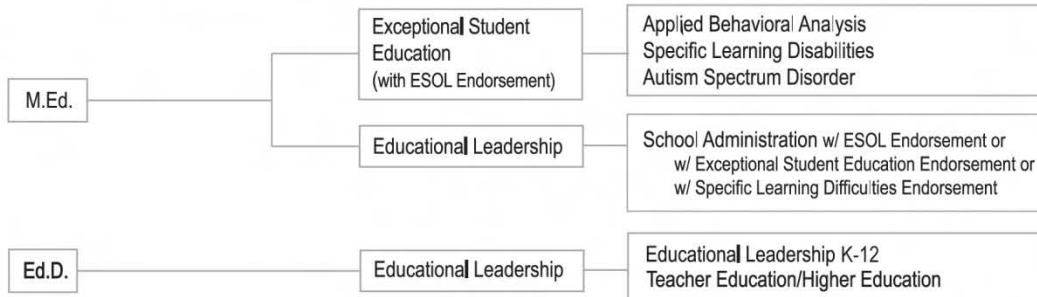 M.Ed.
Exceptional Student
Education
(with ESOL Endorsement)
Applied Behavioral Analysis
Specific Learning Disabilities
Autism Spectrum Disorder
Educational Leadership
School Administration w/ ESOL Endorsement or
w/ Exceptional Student Education Endorsement or
w/ Specific Learning Difficulties Endorsement
Ed.D.
Educational Leadership
Educational Leadership K-12
Teacher Education/Higher Education